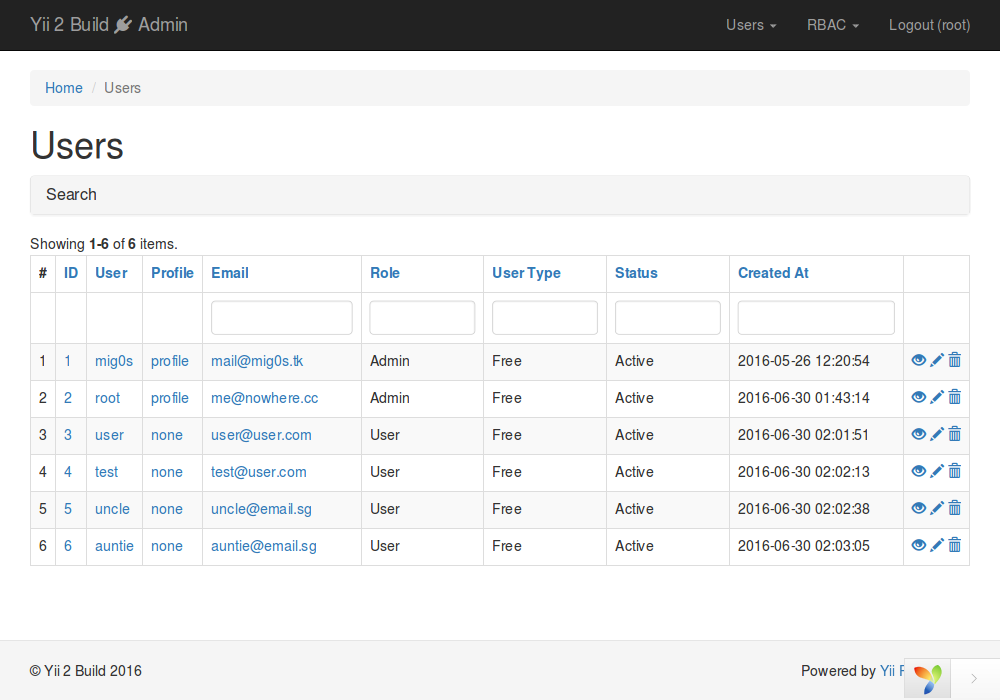 Yii 2 Build Admin Users RBAC Logout (root)
Home / Users
Users
Search
Showing 1-6 of 6 items.
# ID User Profile Email Role User Type Status Created At
1 1 mig0s profile mail@mig0s.tk Admin Free Active 2016-05-26 12:20:54
2 2 root profile me@nowhere.cc Admin Free Active 2016-06-30 01:43:14
3 3 user none user@user.com User Free Active 2016-06-30 02:01:51
4 4 test none test@user.com User Free Active 2016-06-30 02:02:13
5 5 uncle none uncle@email.sg User Free Active 2016-06-30 02:02:38
6 6 auntie none auntie@email.sg User Free Active 2016-06-30 02:03:05
© Yii 2 Build 2016 Powered by Yii